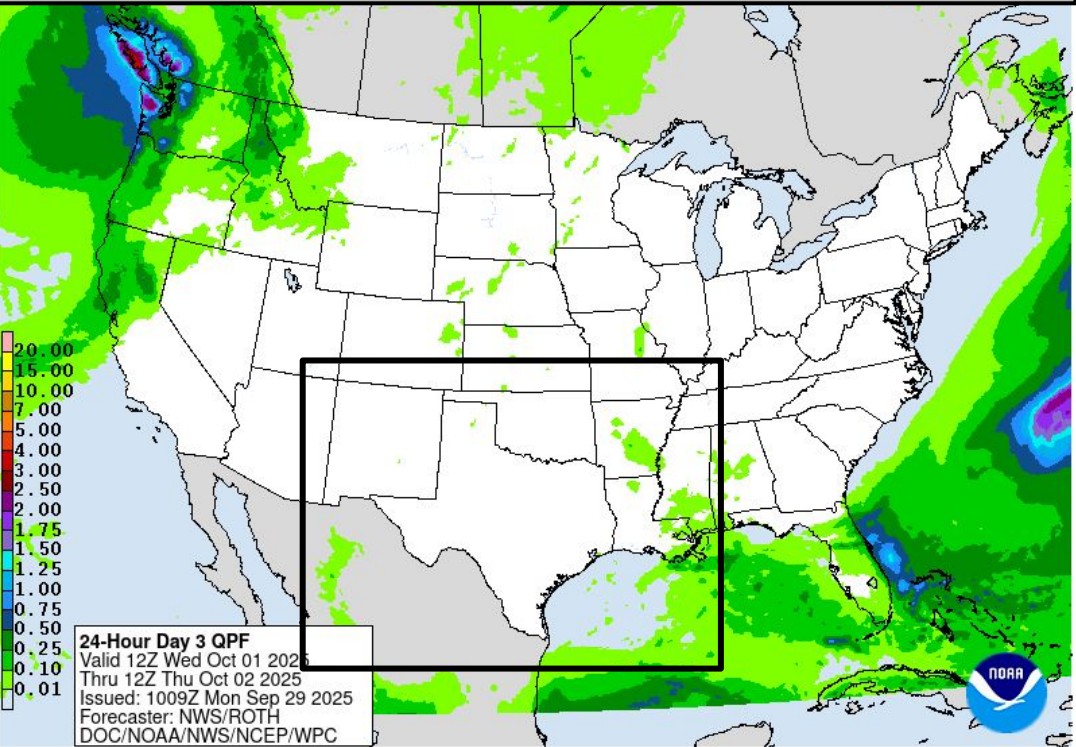 20.00
15.00
10.00
7.00
5.00
4.00
3.00
2.50
2.00
1.75
1.50
1.25
1.00
0.75
0.50
0.25
0.10
0.01
24-Hour Day 3 QPF
Valid 12Z Wed Oct 01 2025
Thru 12Z Thu Oct 02 2025
Issued: 1009Z Mon Sep 29 2025
Forecaster: NWS/ROTH
DOC/NOAA/NWS/NCEP/WPC
NOAA